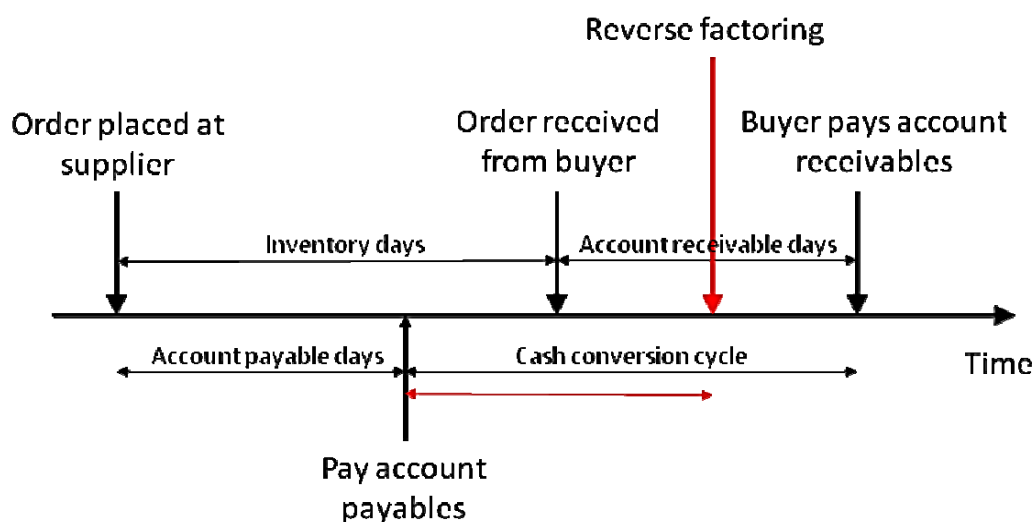 Reverse factoring
Order placed at
supplier
Order received
from buyer
Buyer pays account
receivables
Inventory days
Account receivable days
Account payable days
Cash conversion cycle
Time
Pay account
payables